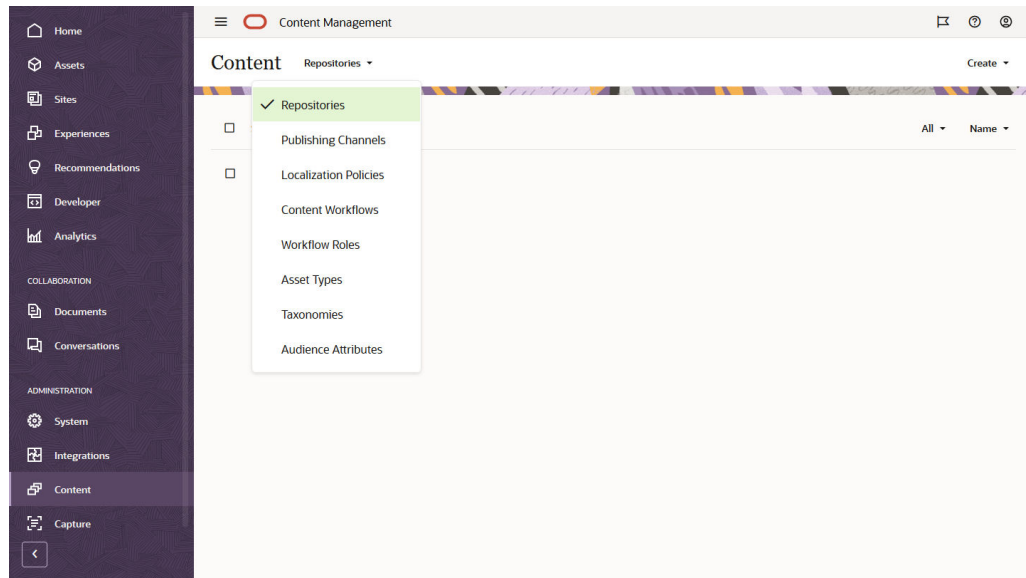 Home
Assets
Sites
Experiences
Recommendations
Developer
Analytics
COLLABORATION
Documents
Conversations
ADMINISTRATION
System
Integrations
Content
Capture
Content Management
Content Repositories Create
Repositories
Publishing Channels
Localization Policies
Content Workflows
Workflow Roles
Asset Types
Taxonomies
Audience Attributes
All Name